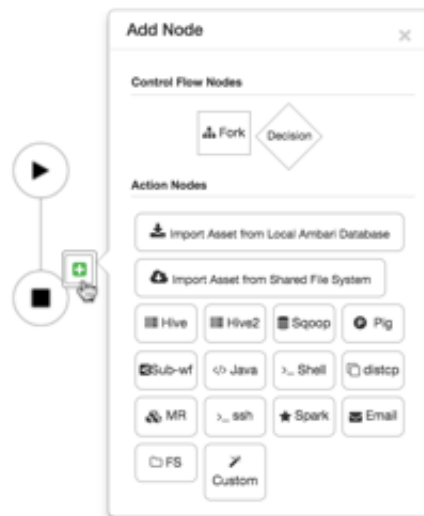 Add Node
Control Flow Nodes
Fork Decision
Action Nodes
Import Asset from Local Ambari Database
Import Asset from Shared File System
Hive Hive2 Sqoop Pig
Sub-wf Java Shell distcp
MR ssh Spark Email
FS Custom